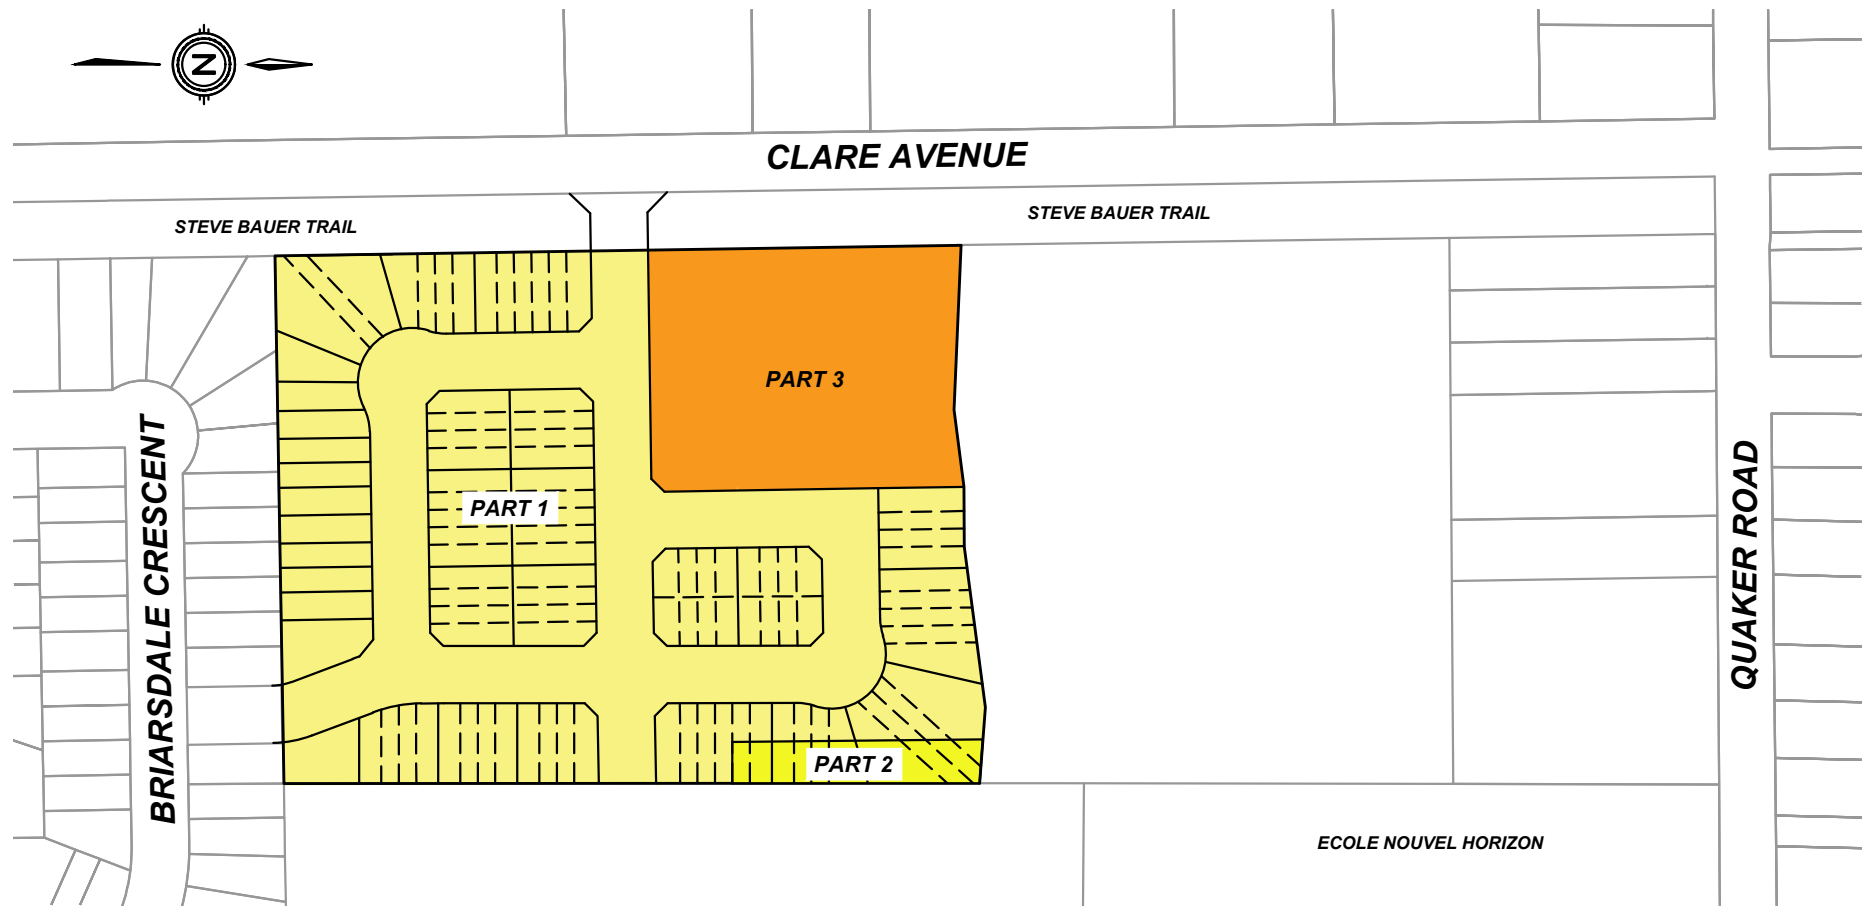 N
CLARE AVENUE
STEVE BAUER TRAIL
STEVE BAUER TRAIL
PART 3
PART 1
BRIARSDALE CRESCENT
QUAKER ROAD
PART 2
ECOLE NOUVEL HORIZON